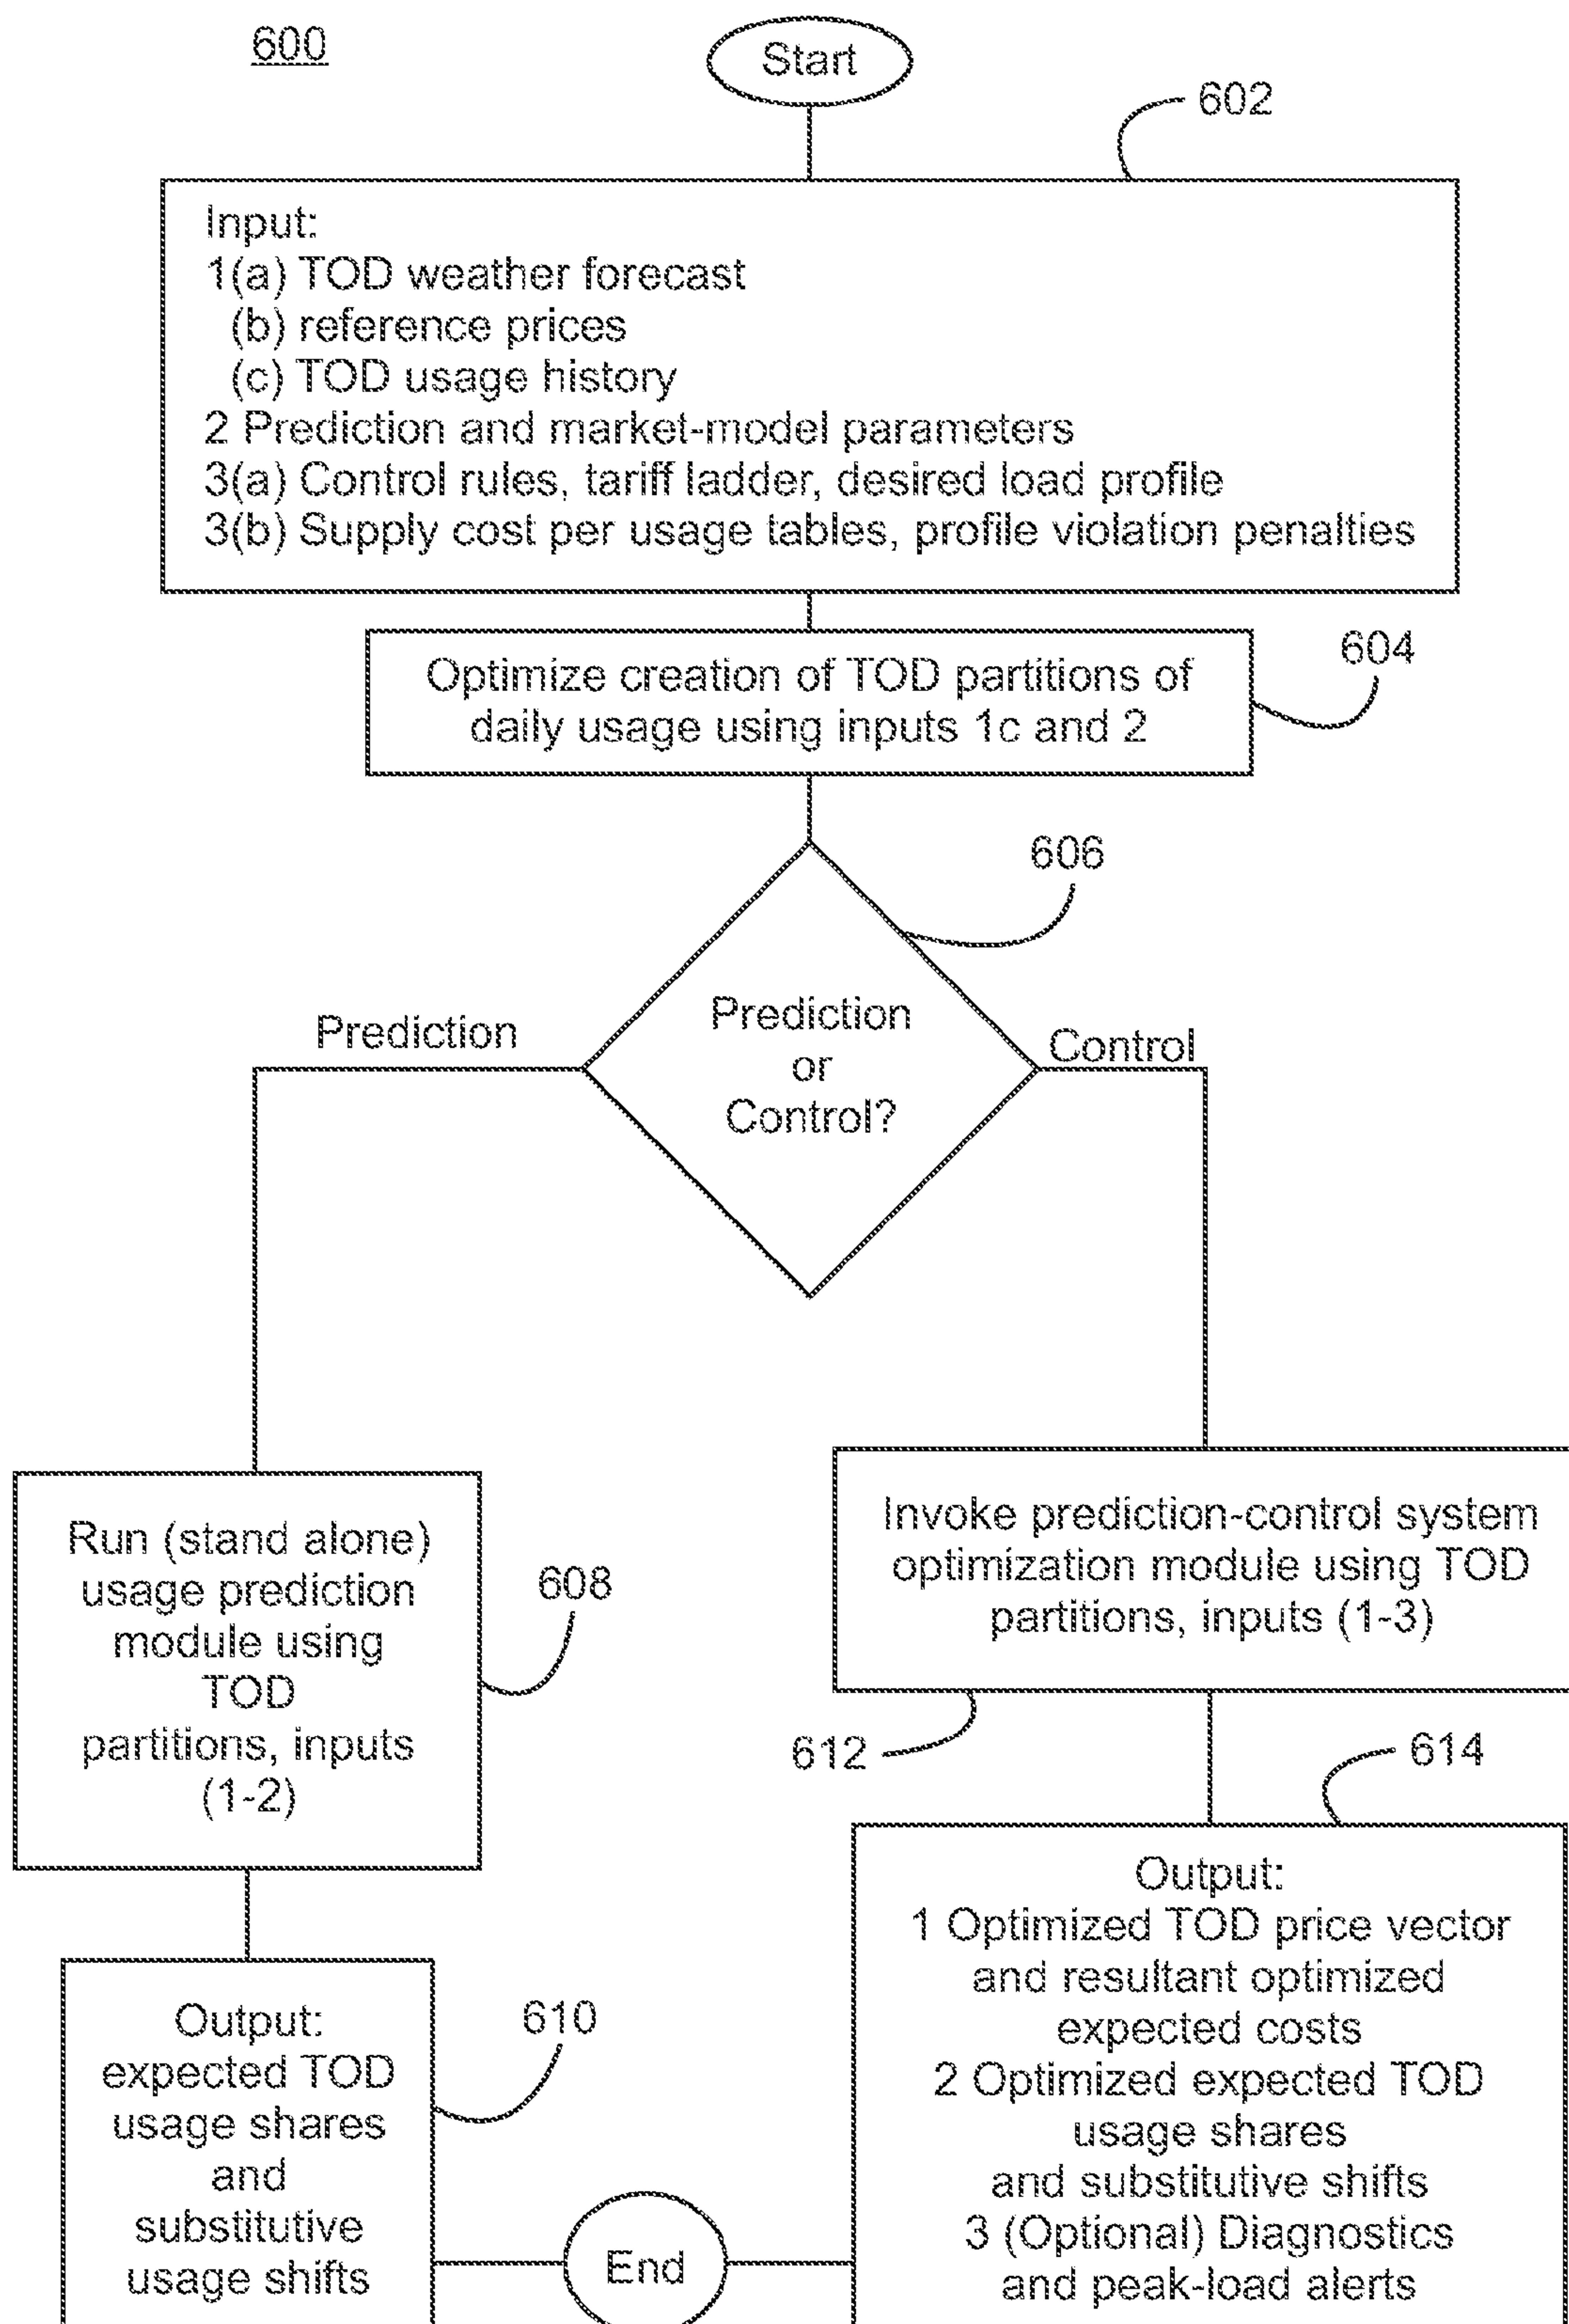 600
Start
602
Input:
1(a) TOD weather forecast
(b) reference prices
(c) TOD usage history
2 Prediction and market-model parameters
3(a) Control rules, tariff ladder, desired load profile
3(b) Supply cost per usage tables, profile violation penalties
604
Optimize creation of TOD partitions of
daily usage using inputs 1c and 2
606
Prediction
or
Control?
Prediction
Control
Run (stand alone)
usage prediction
module using
TOD
partitions, inputs
(1-2)
608
Invoke prediction-control system
optimization module using TOD
partitions, inputs (1-3)
612
614
Output:
expected TOD
usage shares
and
substitutive
usage shifts
610
Output:
1 Optimized TOD price vector
and resultant optimized
expected costs
2 Optimized expected TOD
usage shares
and substitutive shifts
3 (Optional) Diagnostics
and peak-load alerts
End